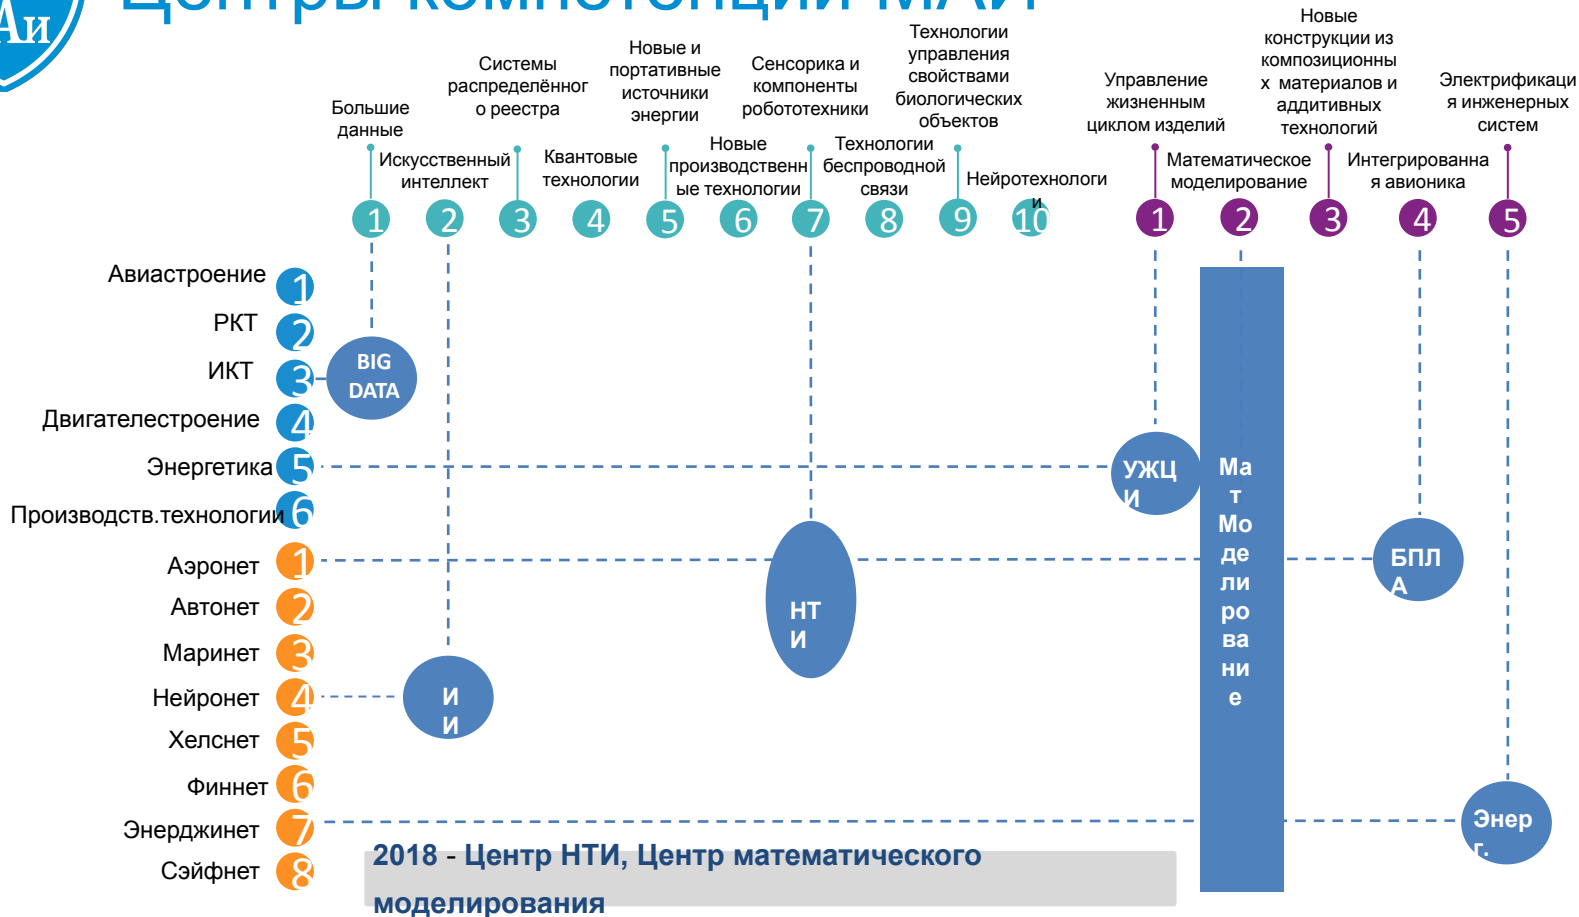 Центры компетенций МАИ
Аи
Большие
данные
Искусственный
интеллект
Системы
распределённог
о реестра
Квантовые
технологии
Новые и
портативные
источники
энергии
Новые
производственн
ые технологии
Сенсорика и
компоненты
робототехники
Технологии
беспроводной
связи
Технологии
управления
свойствами
биологических
объектов
Нейротехнологи
и
Управление
жизненным
циклом изделий
Математическое
моделирование
Новые
конструкции из
композиционны
х материалов и
аддитивных
технологий
Интегрированна
я авионика
Электрификаци
я инженерных
систем
1 2 3 4 5 6 7 8 9 10 1 2 3 4 5
Авиастроение 1
РКТ 2
ИКТ 3
Двигателестроение 4
Энергетика 5
Производств.технологии 6
Аэронет 1
Автонет 2
Маринет 3
Нейронет 4
Хелснет 5
Финнет 6
Энерджинет 7
Сэйфнет 8
BIG
DATA
И
И
НТ
И
УЖЦ
И
Ма
т
Мо
де
ли
ро
ва
ни
е
БПЛ
А
Энер
г.
2018 - Центр НТИ, Центр математического
моделирования